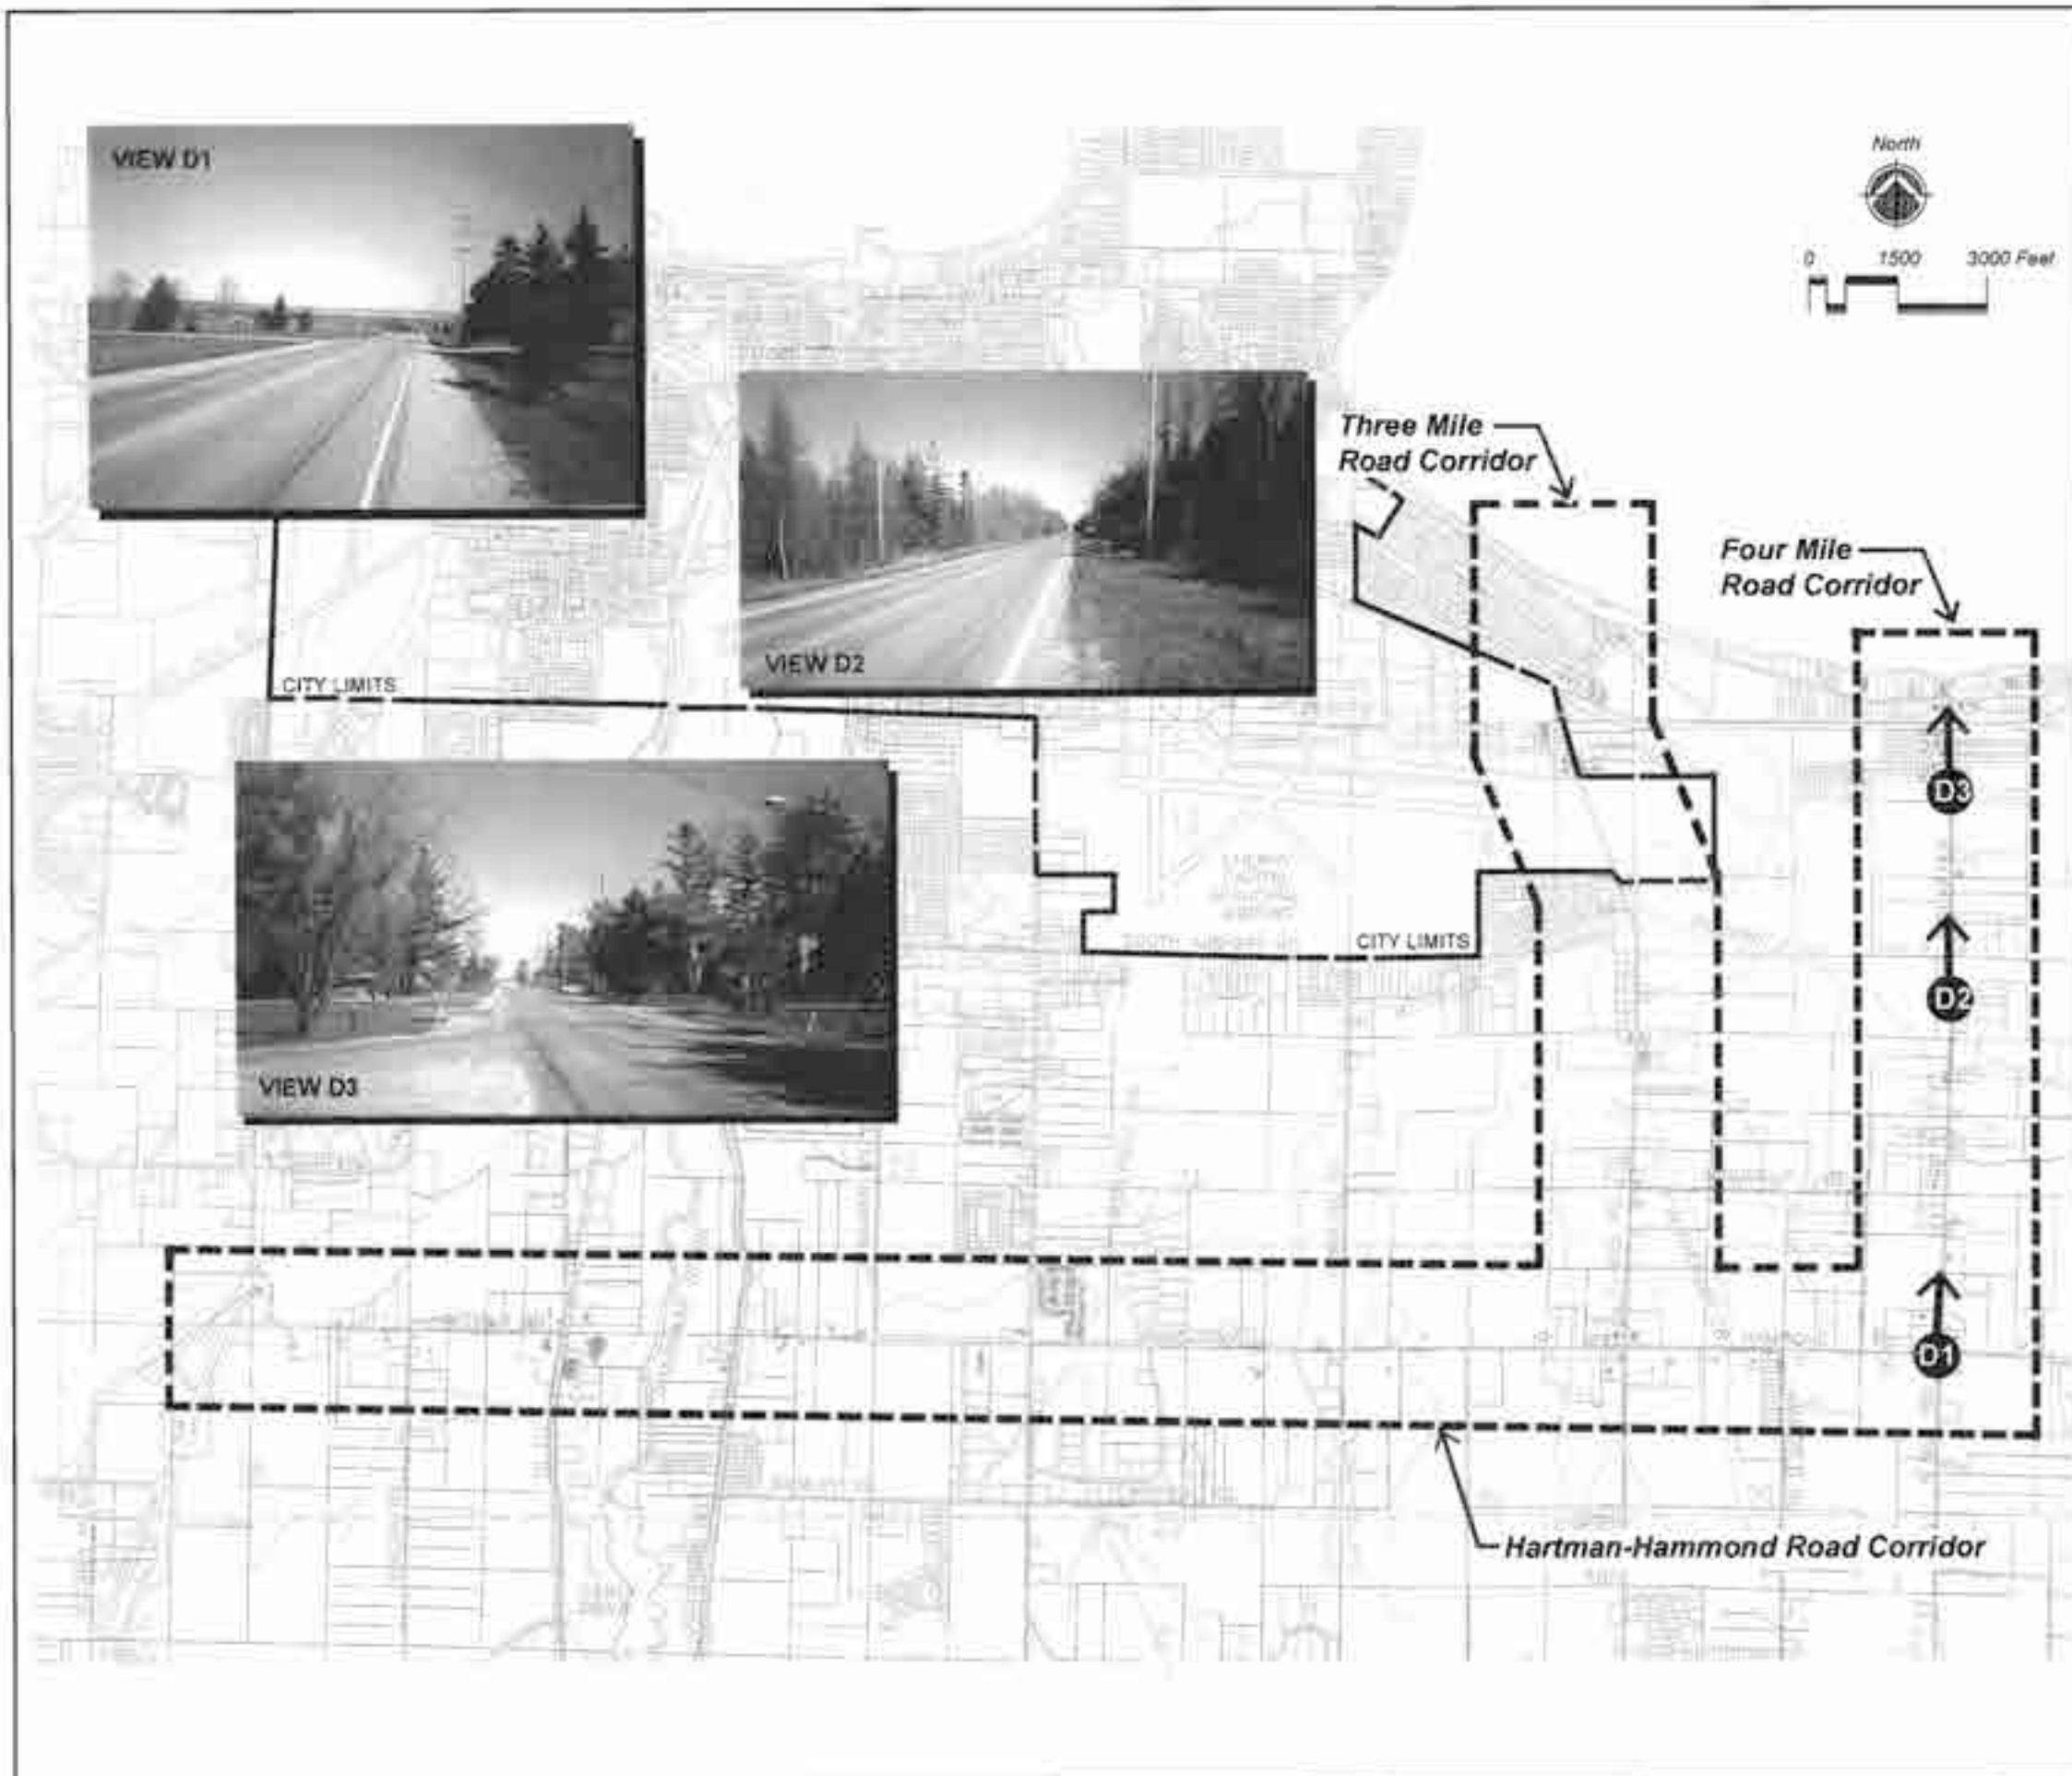 VIEW D1
North
0 1500 3000 Feet
VIEW D2
Three Mile
Road Corridor
Four Mile
Road Corridor
CITY LIMITS
D3
VIEW D3
CITY LIMITS
D2
D1
Hartman-Hammond Road Corridor